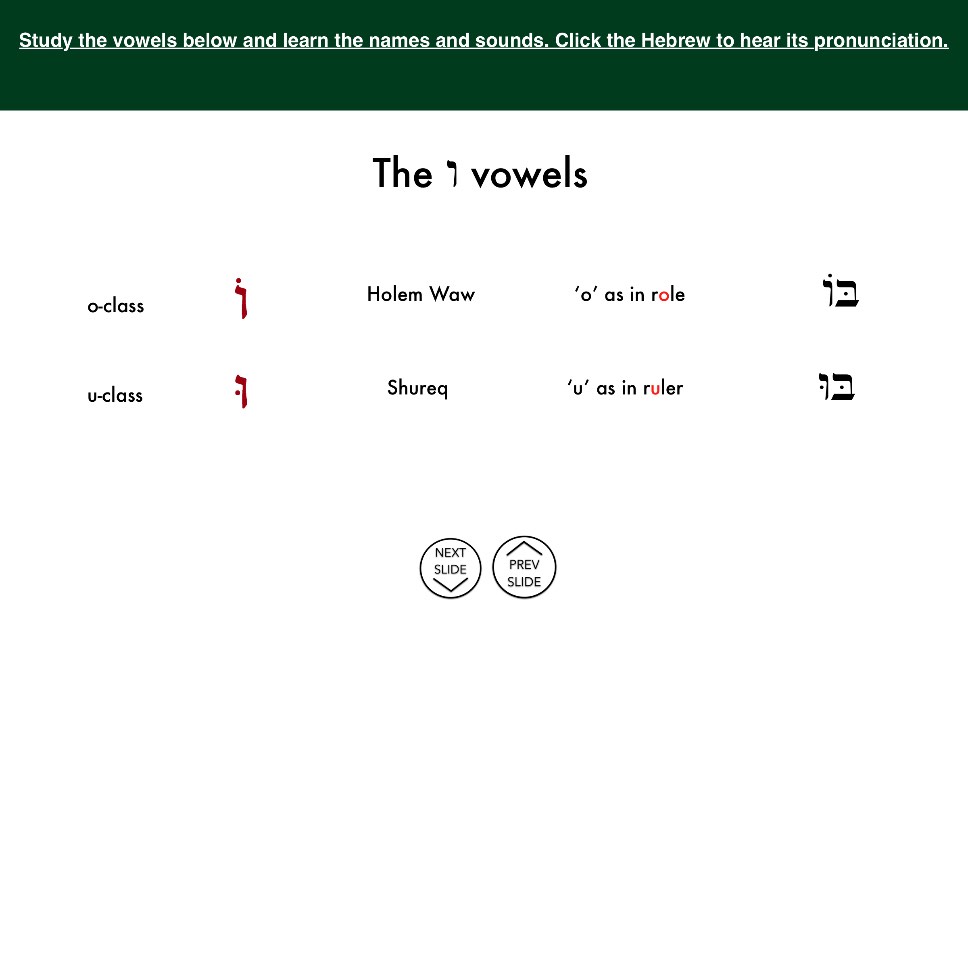 Study the vowels below and learn the names and sounds. Click the Hebrew to hear its pronunciation.
The ו vowels
o-class וֹ Holem Waw ‘o’ as in role בּוֹ
u-class וּ Shureq ‘u’ as in ruler בּוּ
NEXT SLIDE
PREV SLIDE